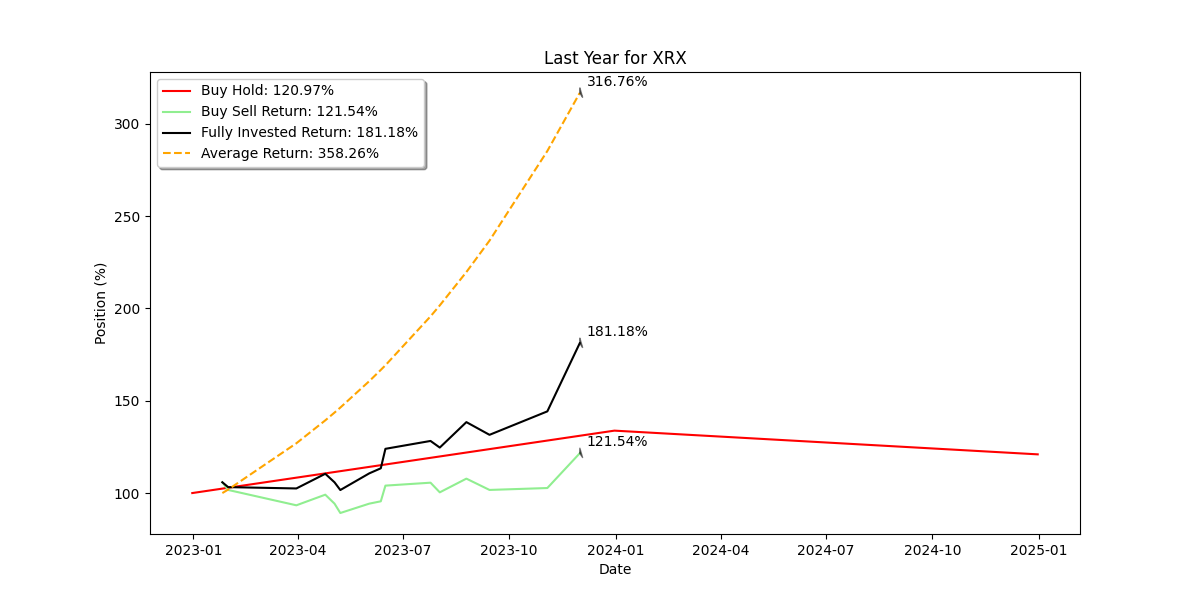 Last Year for XRX
316.76%
Buy Hold: 120.97%
Buy Sell Return: 121.54%
Fully Invested Return: 181.18%
Average Return: 358.26%
300
250
200
181.18%
150
121.54%
100
Position (%)
2023-01 2023-04 2023-07 2023-10 2024-01 2024-04 2024-07 2024-10 2025-01
Date